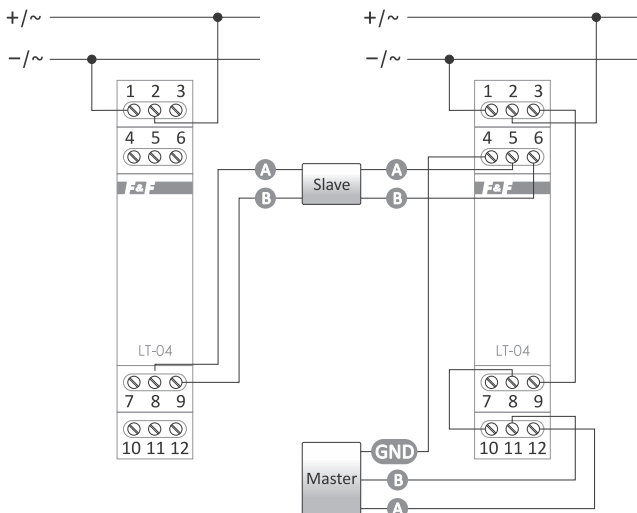 +/~ +/~
−/~ −/~
1 2 3 1 2 3
4 5 6 4 5 6
A A
Slave
B B
F&F F&F
LT-04 LT-04
7 8 9 7 8 9
10 11 12 10 11 12
GND
Master B
A